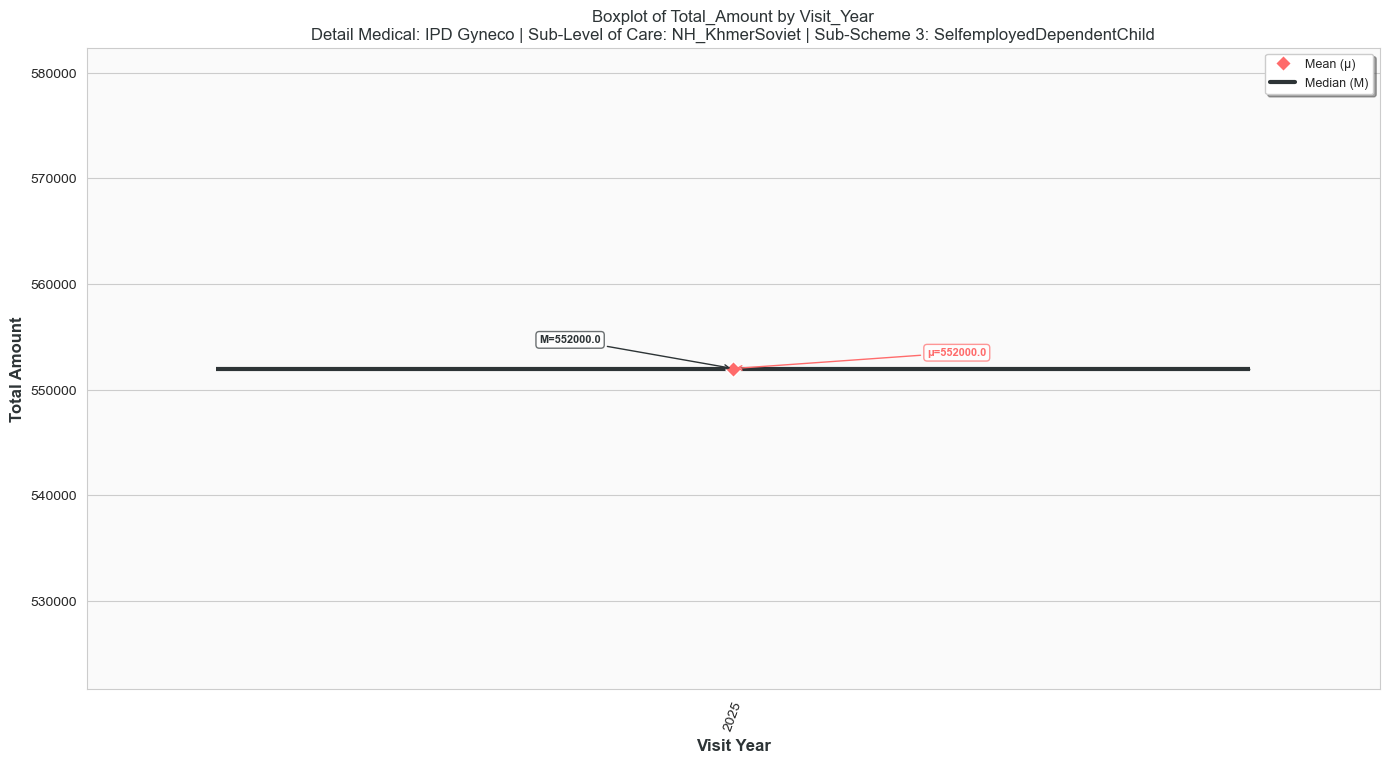 Boxplot of Total_Amount by Visit_Year
Detail Medical: IPD Gyneco | Sub-Level of Care: NH_KhmerSoviet | Sub-Scheme 3: SelfemployedDependentChild
Mean (μ)
Median (M)
580000
570000
560000
550000
540000
530000
Total Amount
M=552000.0
μ=552000.0
2025
Visit Year